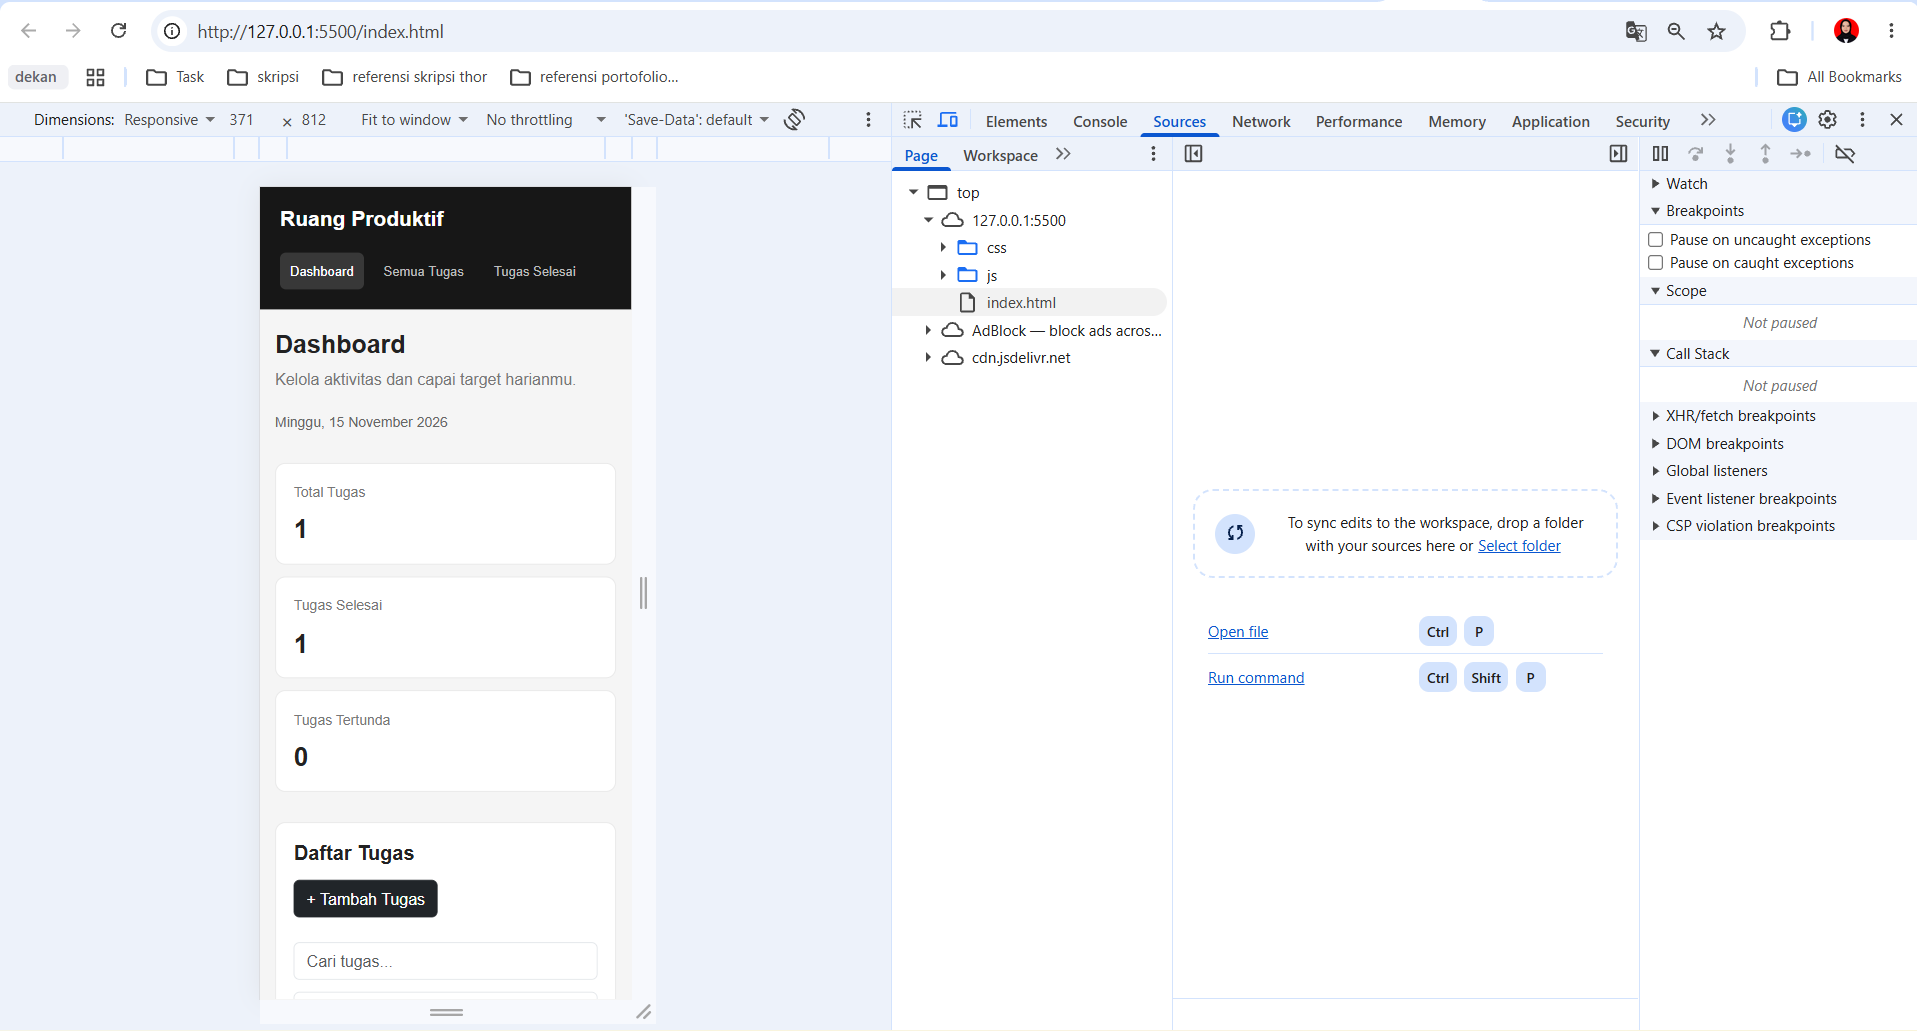 http://127.0.0.1:5500/index.html
dekan
Task
skripsi
referensi skripsi thor
referensi portofolio...
All Bookmarks
Dimensions: Responsive 371 × 812 Fit to window No throttling 'Save-Data': default
Elements Console Sources Network Performance Memory Application Security
Page Workspace
top
127.0.0.1:5500
css
js
index.html
AdBlock — block ads acros...
cdn.jsdelivr.net
Ruang Produktif
Dashboard Semua Tugas Tugas Selesai
Dashboard
Kelola aktivitas dan capai target harianmu.
Minggu, 15 November 2026
Total Tugas
1
Tugas Selesai
1
Tugas Tertunda
0
Daftar Tugas
+ Tambah Tugas
Cari tugas...
To sync edits to the workspace, drop a folder
with your sources here or Select folder
Open file Ctrl P
Run command Ctrl Shift P
Watch
Breakpoints
Pause on uncaught exceptions
Pause on caught exceptions
Scope
Not paused
Call Stack
Not paused
XHR/fetch breakpoints
DOM breakpoints
Global listeners
Event listener breakpoints
CSP violation breakpoints